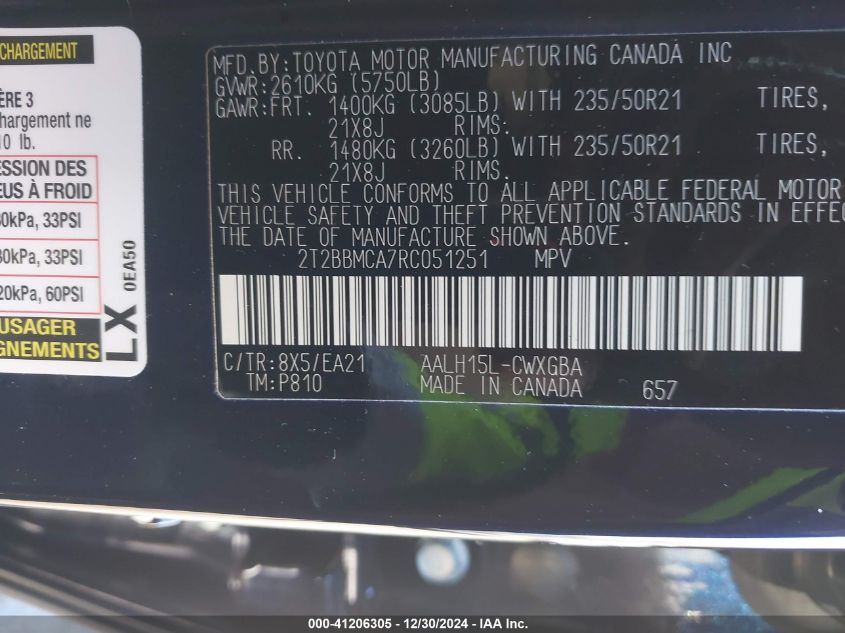 CHARGEMENT
ÈRE 3
chargement ne
10 lb.
ESSION DES
EUS À FROID
30kPa, 33PSI
30kPa, 33PSI
20kPa, 60PSI
USAGER
GNEMENTS
LX
0EA50
MFD.BY:TOYOTA MOTOR MANUFACTURING CANADA INC
GVWR:2610KG (5750LB)
GAWR:FRT. 1400KG (3085LB) WITH 235/50R21 TIRES,
21X8J RIMS.
RR. 1480KG (3260LB) WITH 235/50R21 TIRES,
21X8J RIMS.
THIS VEHICLE CONFORMS TO ALL APPLICABLE FEDERAL MOTOR
VEHICLE SAFETY AND THEFT PREVENTION STANDARDS IN EFFEC
THE DATE OF MANUFACTURE SHOWN ABOVE.
2T2BBMCA7RC051251 MPV
C/TR:8X5/EA21 AALH15L-CWXGBA
TM:P810 MADE IN CANADA 657
000-41206305 - 12/30/2024 - IAA Inc.